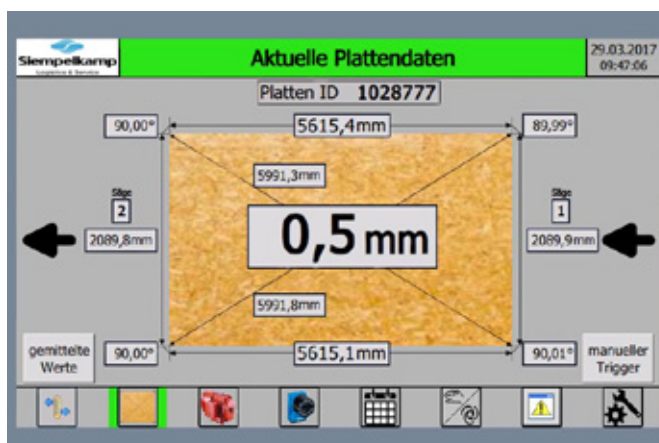 Siempelkamp
Logistics & Service
Aktuelle Plattendaten
29.03.2017
09:47:06
Platten ID 1028777
90,00°
5615,4mm
89,99°
5991,3mm
Säge
2
Säge
1
2089,8mm
0,5 mm
2089,9mm
5991,8mm
gemittelte
Werte
90,00°
5615,1mm
90,01°
manueller
Trigger